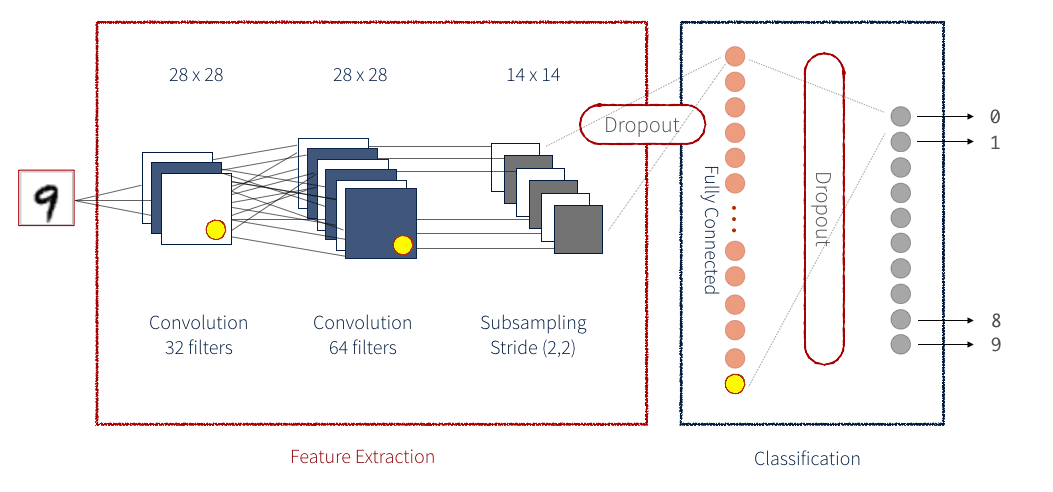 28 x 28
28 x 28
14 x 14
9
Dropout
Fully Connected
Dropout
0
1
8
9
Convolution
32 filters
Convolution
64 filters
Subsampling
Stride (2,2)
Feature Extraction
Classification